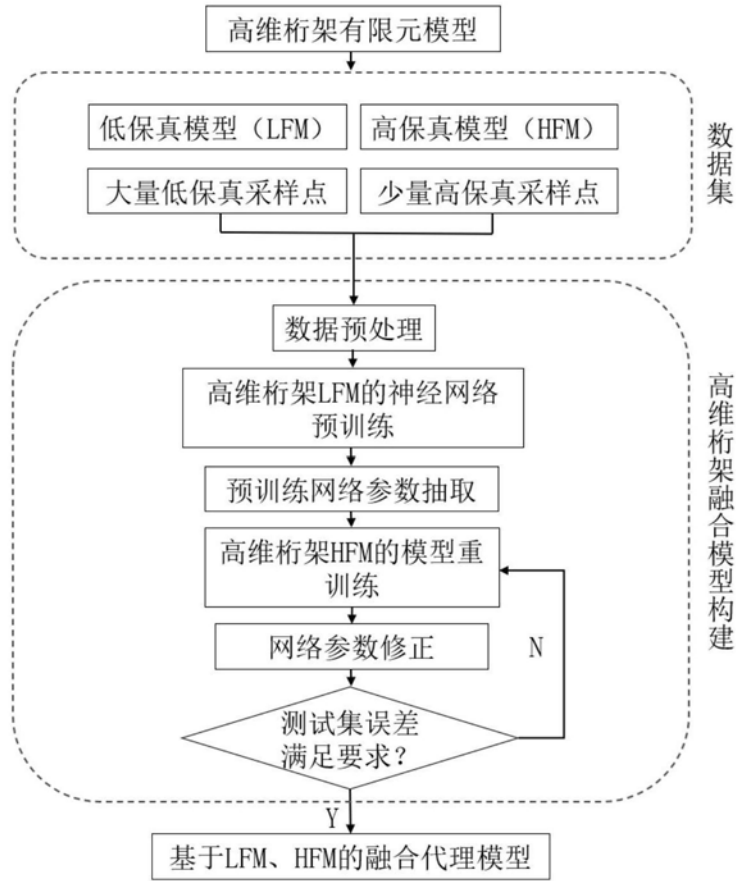 高维桁架有限元模型
低保真模型（LFM）
高保真模型（HFM）
大量低保真采样点
少量高保真采样点
数据集
数据预处理
高维桁架LFM的神经网络
预训练
预训练网络参数抽取
高维桁架HFM的模型重
训练
网络参数修正
N
测试集误差
满足要求？
高维桁架融合模型构建
Y
基于LFM、HFM的融合代理模型